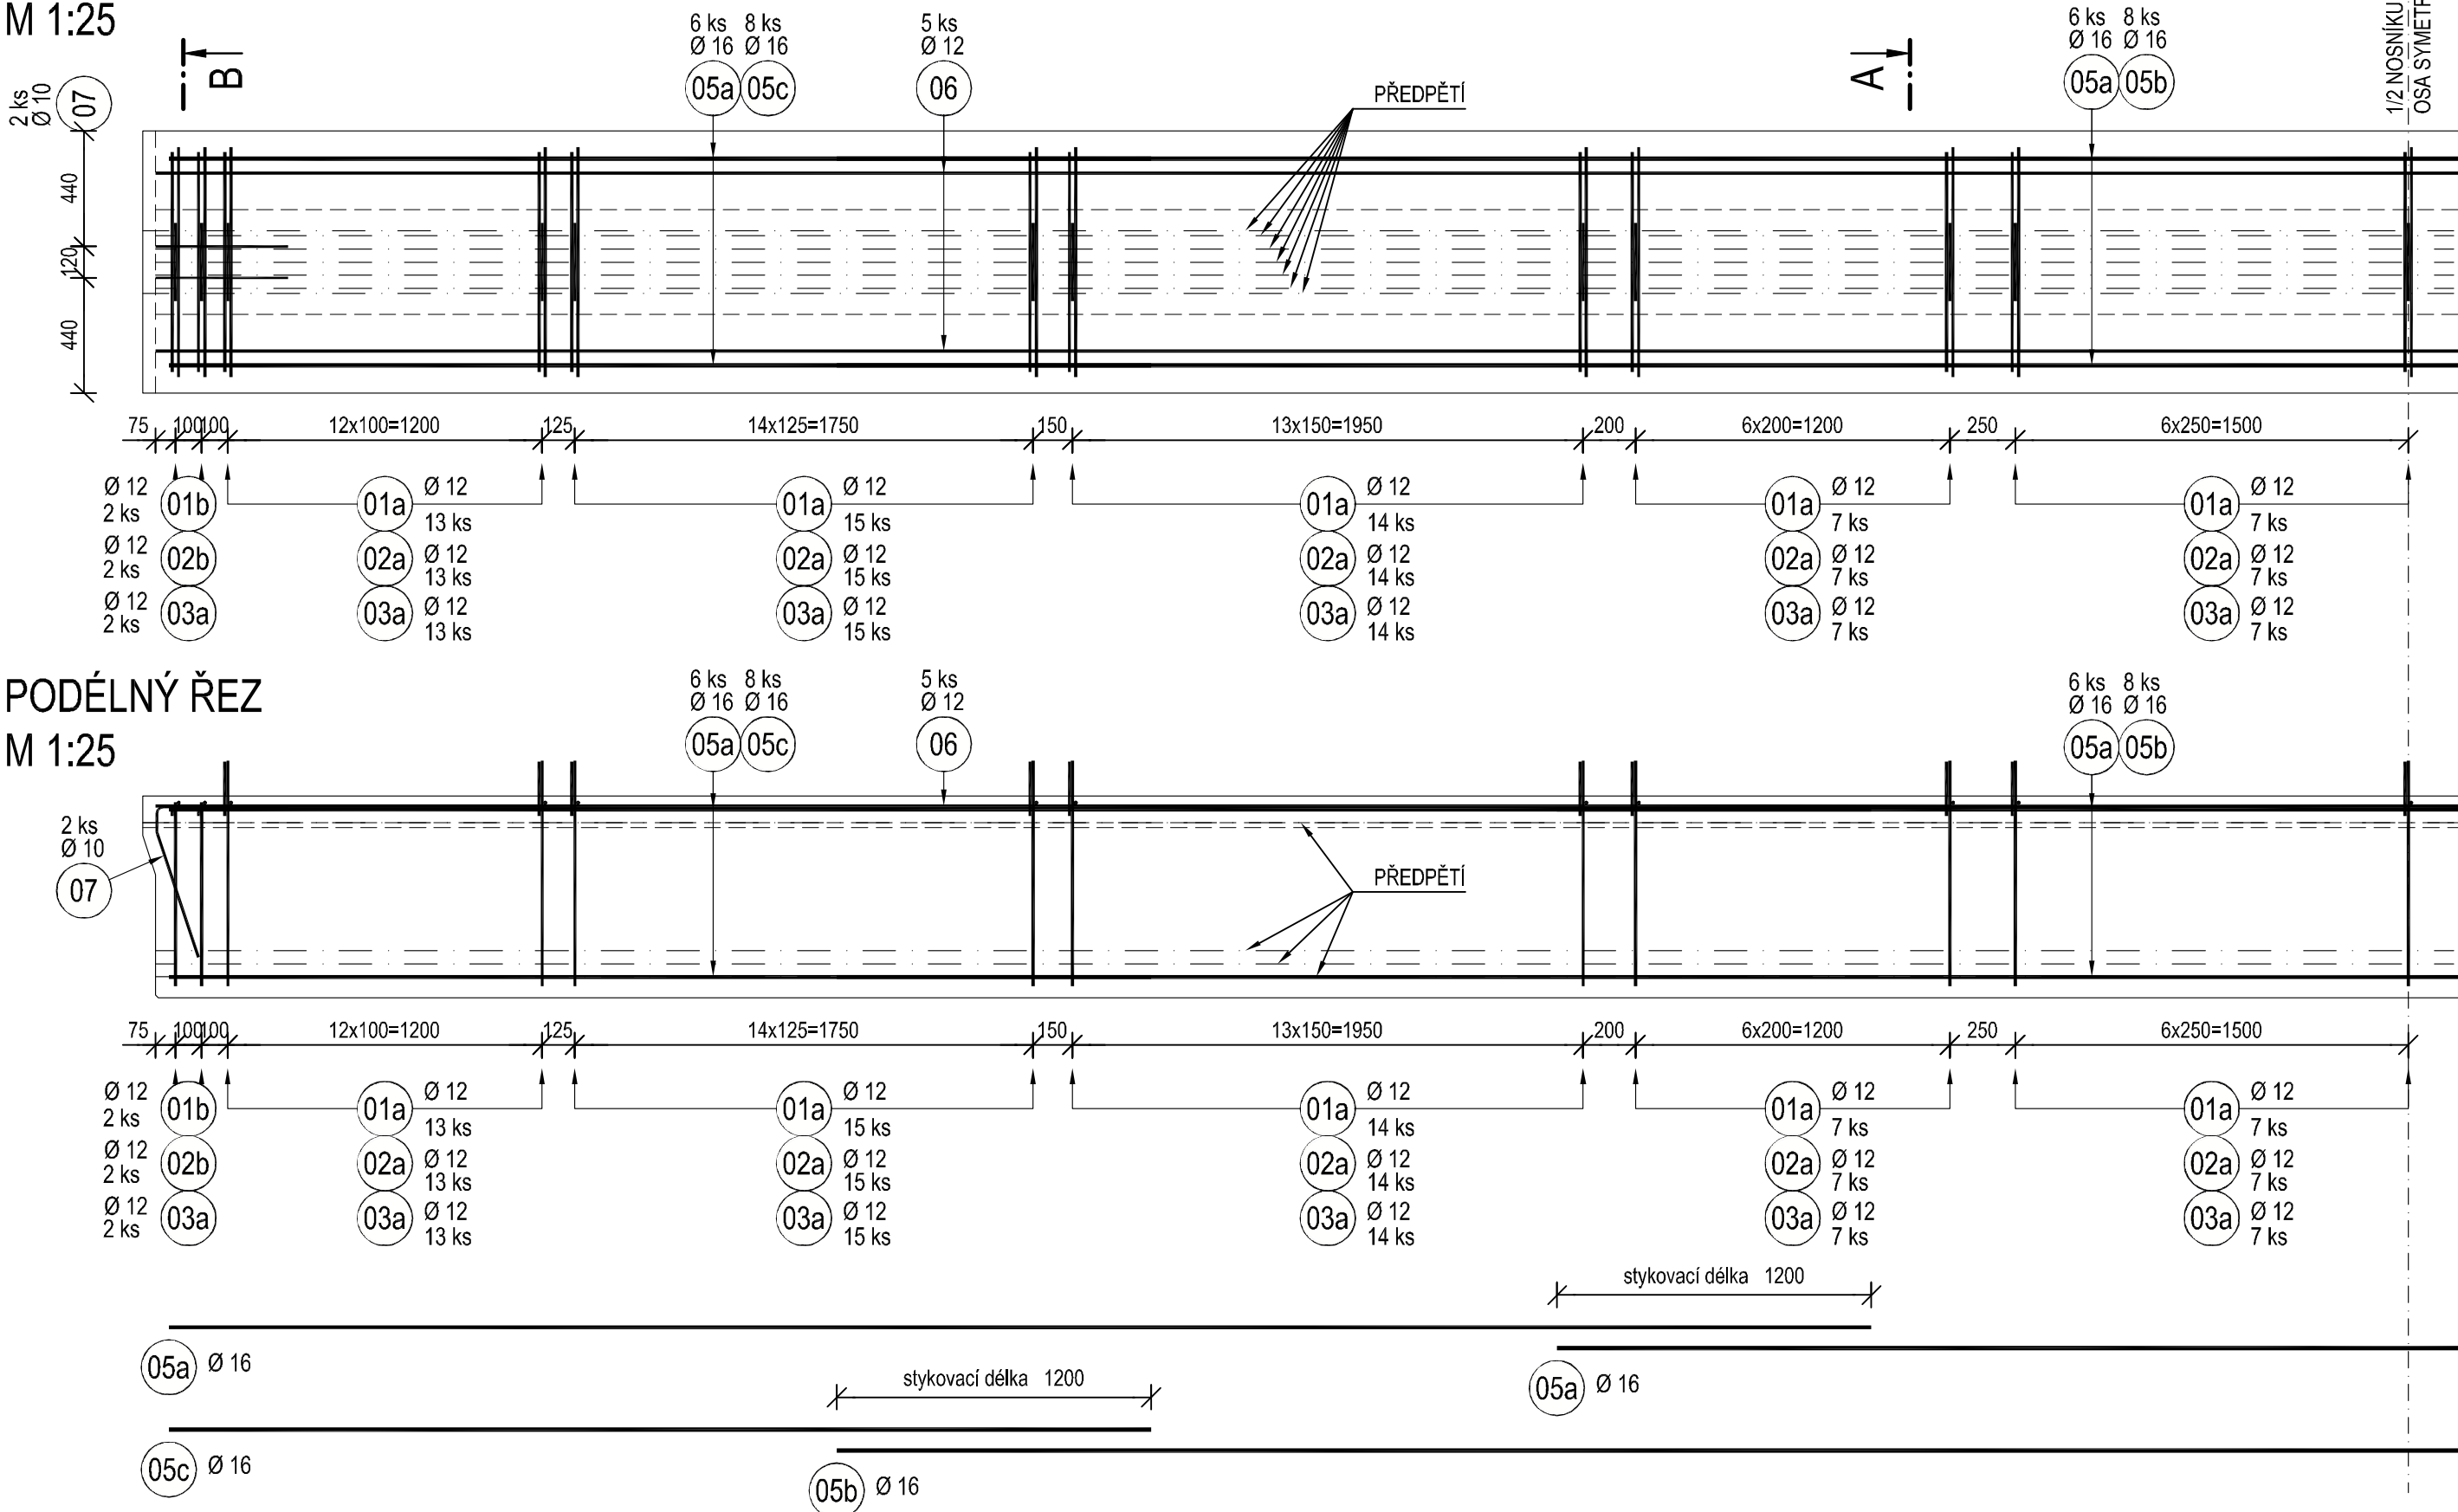 M 1:25
B
A
1/2 NOSNÍKU
2 ks
Ø 10
07
6 ks 8 ks
Ø 16 Ø 16
05a 05c
5 ks
Ø 12
06
PŘEDPĚTÍ
6 ks 8 ks
Ø 16 Ø 16
05a 05b
440
120
440
75 100 100 12x100=1200 125 14x125=1750 150 13x150=1950 200 6x200=1200 250 6x250=1500
Ø 12
2 ks
01b
Ø 12
2 ks
02b
Ø 12
2 ks
03a
01a
Ø 12
13 ks
02a
Ø 12
13 ks
03a
Ø 12
13 ks
01a
Ø 12
15 ks
02a
Ø 12
15 ks
03a
Ø 12
15 ks
01a
Ø 12
14 ks
02a
Ø 12
14 ks
03a
Ø 12
14 ks
01a
Ø 12
7 ks
02a
Ø 12
7 ks
03a
Ø 12
7 ks
01a
Ø 12
7 ks
02a
Ø 12
7 ks
03a
Ø 12
7 ks
PODÉLNÝ ŘEZ
M 1:25
6 ks 8 ks
Ø 16 Ø 16
05a 05c
5 ks
Ø 12
06
6 ks 8 ks
Ø 16 Ø 16
05a 05b
2 ks
Ø 10
07
PŘEDPĚTÍ
75 100 100 12x100=1200 125 14x125=1750 150 13x150=1950 200 6x200=1200 250 6x250=1500
Ø 12
2 ks
01b
Ø 12
2 ks
02b
Ø 12
2 ks
03a
01a
Ø 12
13 ks
02a
Ø 12
13 ks
03a
Ø 12
13 ks
01a
Ø 12
15 ks
02a
Ø 12
15 ks
03a
Ø 12
15 ks
01a
Ø 12
14 ks
02a
Ø 12
14 ks
03a
Ø 12
14 ks
01a
Ø 12
7 ks
02a
Ø 12
7 ks
03a
Ø 12
7 ks
01a
Ø 12
7 ks
02a
Ø 12
7 ks
03a
Ø 12
7 ks
stykovací délka 1200
05a Ø 16
05a Ø 16
stykovací délka 1200
05c Ø 16
05b Ø 16
OSA